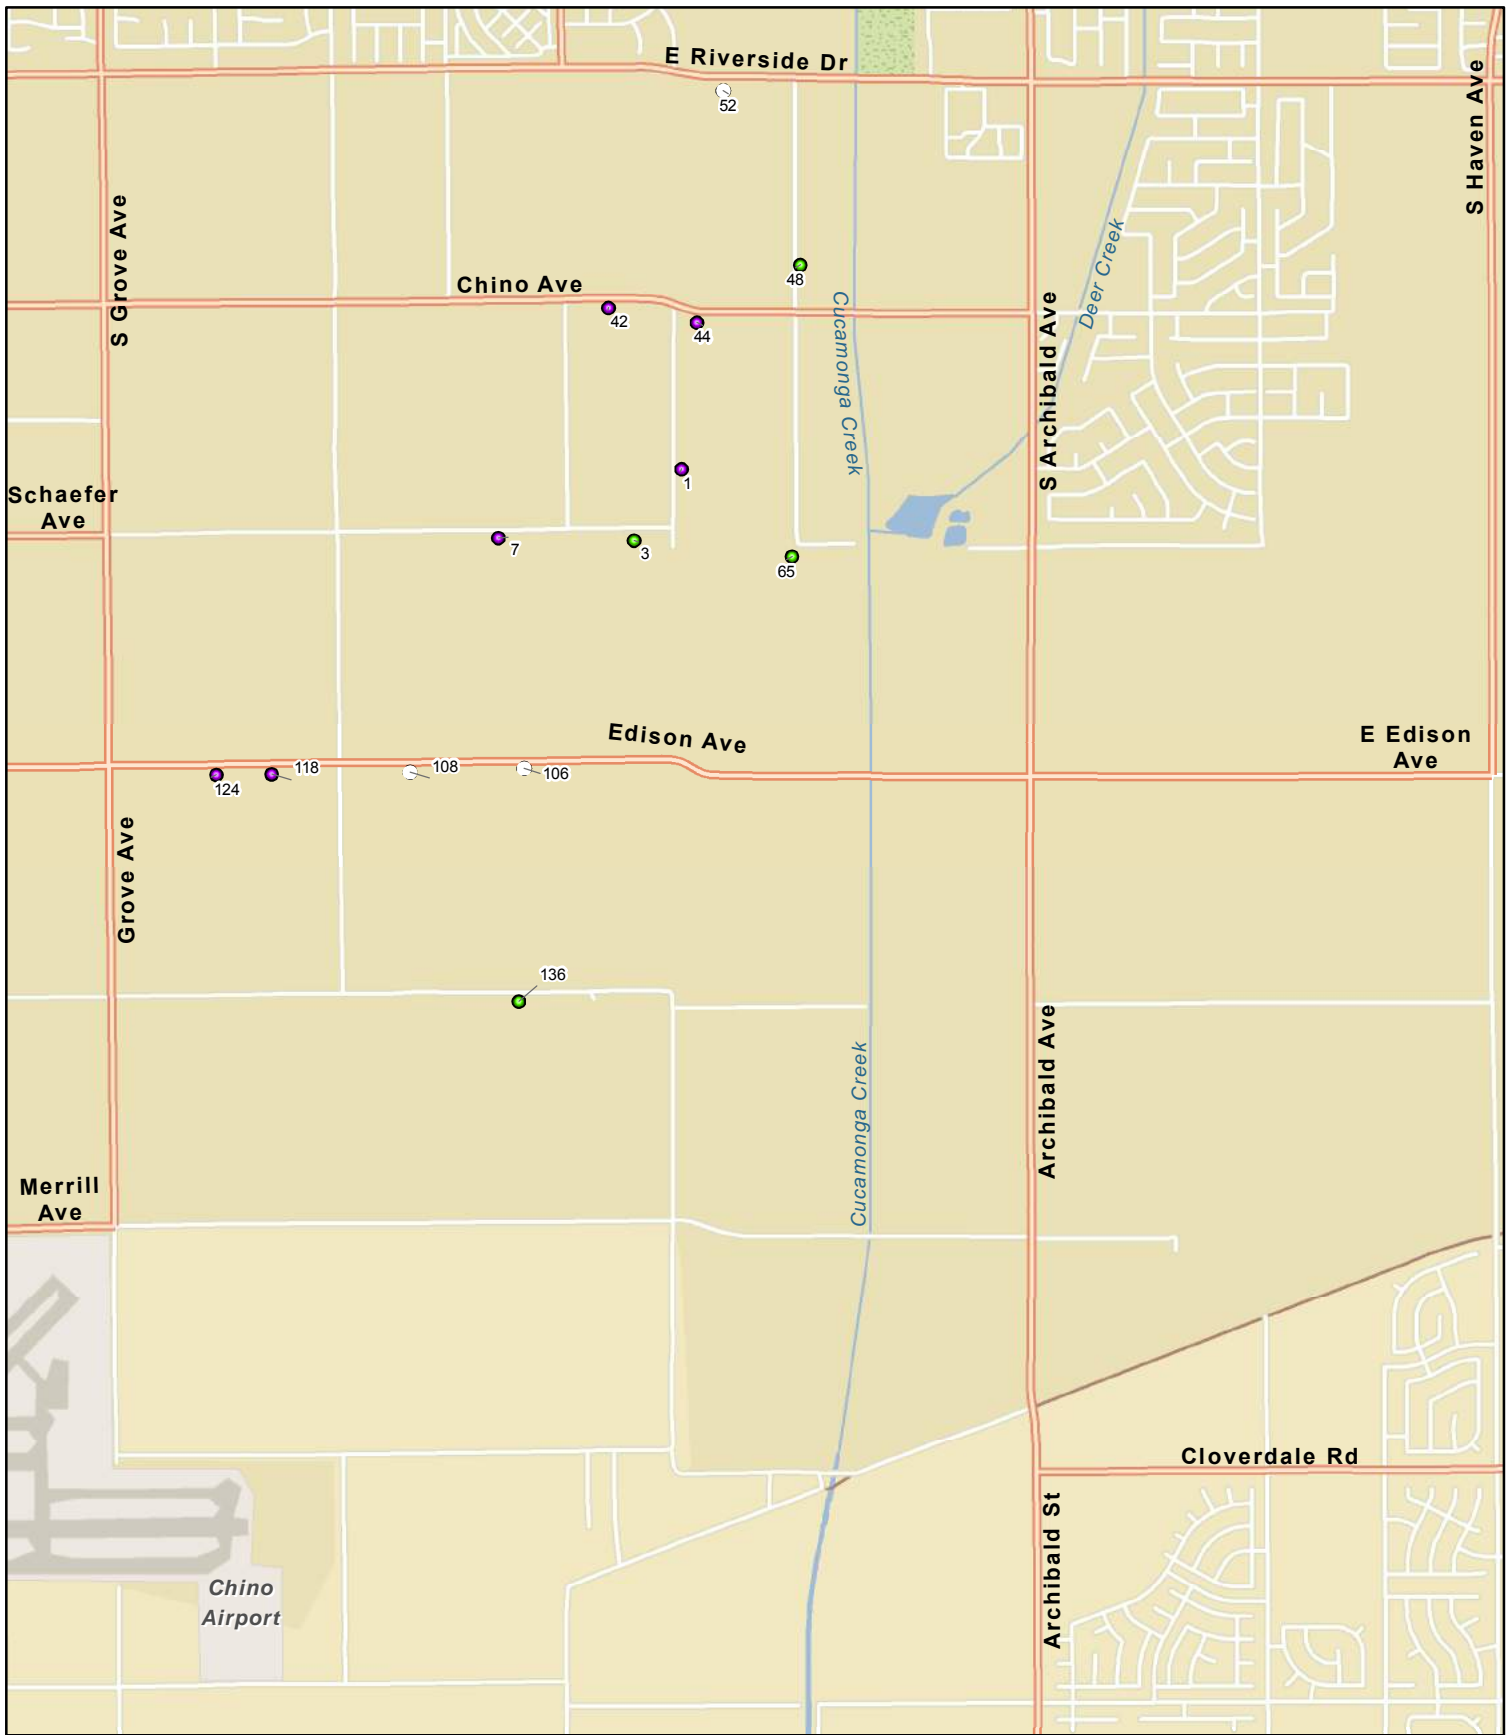 E Riverside Dr
52
S Haven Ave
S Grove Ave
Deer Creek
48
Chino Ave
Cucamonga Creek
S Archibald Ave
42
44
1
Schaefer
Ave
7
3
65
Edison Ave
E Edison
Ave
118
108
106
124
Grove Ave
136
Archibald Ave
Cucamonga Creek
Merrill
Ave
Cloverdale Rd
Archibald St
Chino
Airport